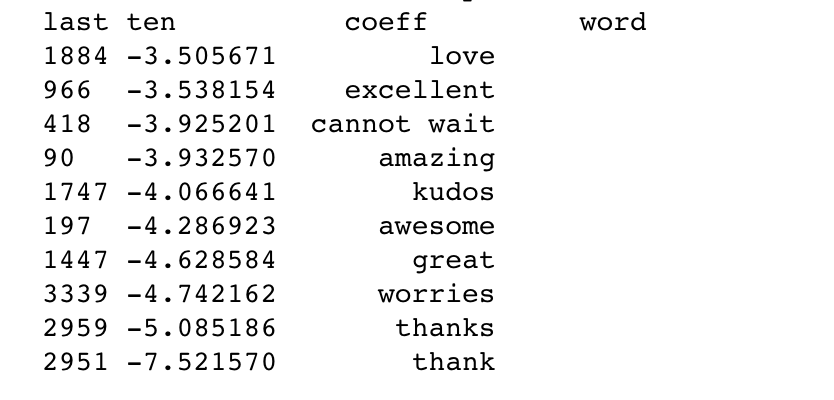 last ten coeff word
1884 -3.505671 love
966 -3.538154 excellent
418 -3.925201 cannot wait
90 -3.932570 amazing
1747 -4.066641 kudos
197 -4.286923 awesome
1447 -4.628584 great
3339 -4.742162 worries
2959 -5.085186 thanks
2951 -7.521570 thank